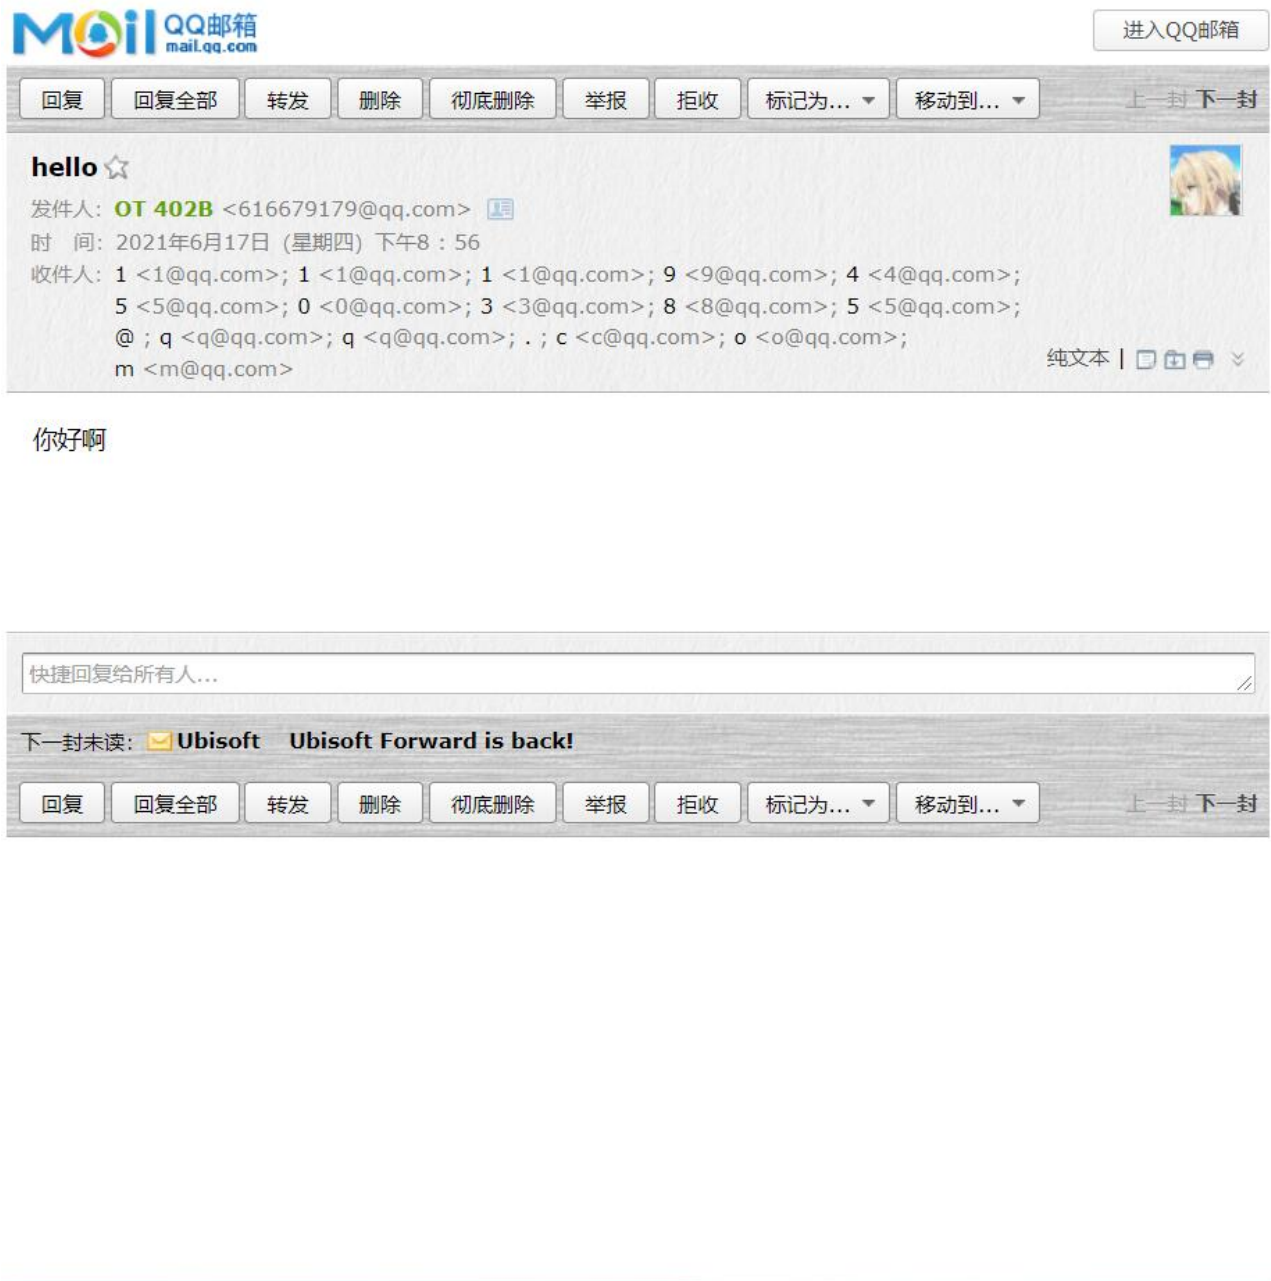 Mail QQ邮箱
mail.qq.com
进入QQ邮箱
回复 回复全部 转发 删除 彻底删除 举报 拒收 标记为... 移动到... 上一封 下一封
hello
发件人: OT 402B <616679179@qq.com>
时 间: 2021年6月17日 (星期四) 下午8 : 56
收件人: 1 <1@qq.com>; 1 <1@qq.com>; 1 <1@qq.com>; 9 <9@qq.com>; 4 <4@qq.com>;
5 <5@qq.com>; 0 <0@qq.com>; 3 <3@qq.com>; 8 <8@qq.com>; 5 <5@qq.com>;
@ ; q <q@qq.com>; q <q@qq.com>; . ; c <c@qq.com>; o <o@qq.com>;
m <m@qq.com>
纯文本 |
你好啊
快捷回复给所有人...
下一封未读: Ubisoft Ubisoft Forward is back!
回复 回复全部 转发 删除 彻底删除 举报 拒收 标记为... 移动到... 上一封 下一封